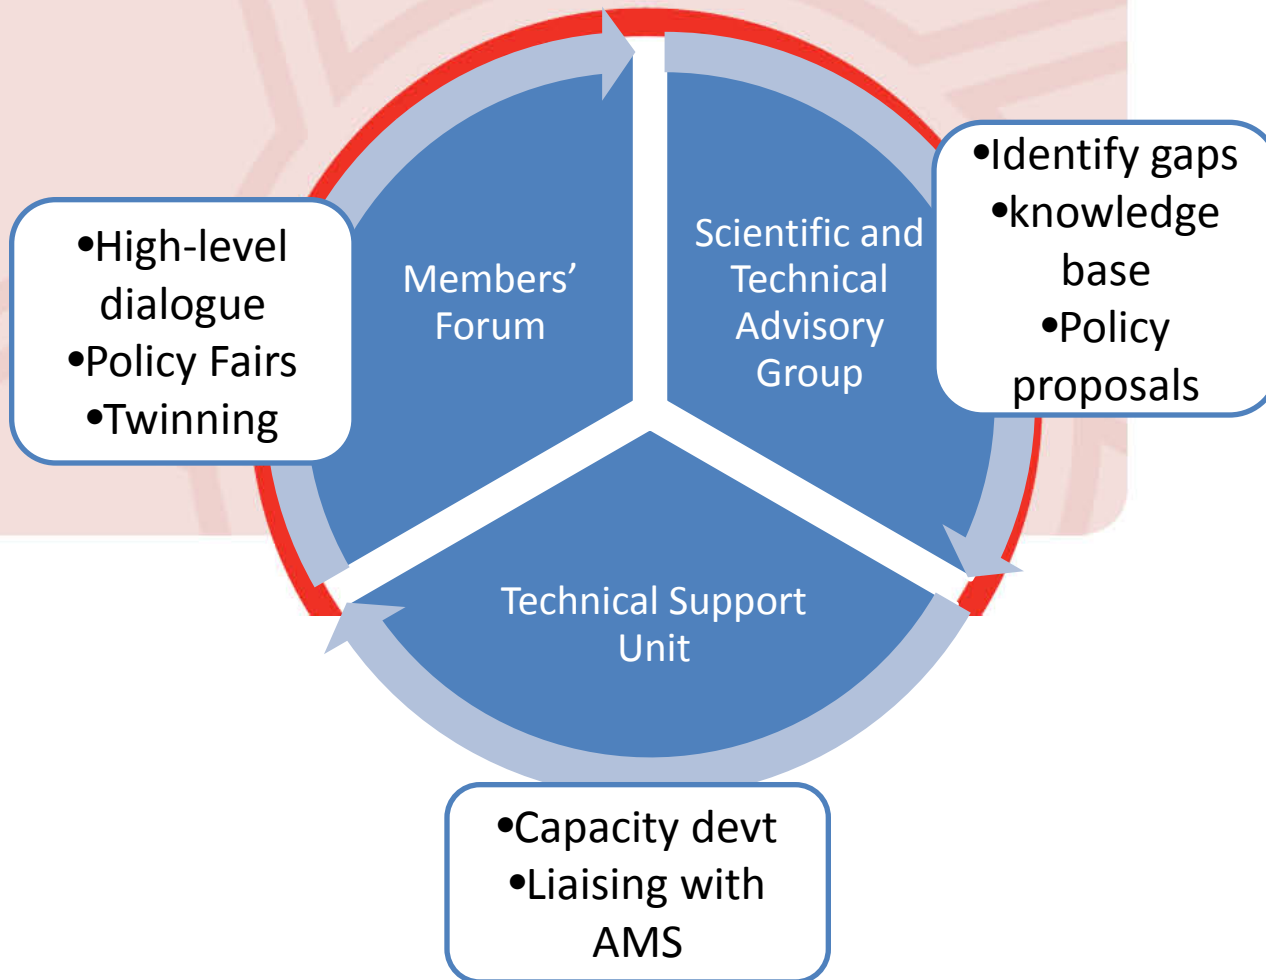 •High-level
dialogue
•Policy Fairs
•Twinning
Members’
Forum
Scientific and
Technical
Advisory
Group
•Identify gaps
•knowledge
base
•Policy
proposals
Technical Support
Unit
•Capacity devt
•Liaising with
AMS